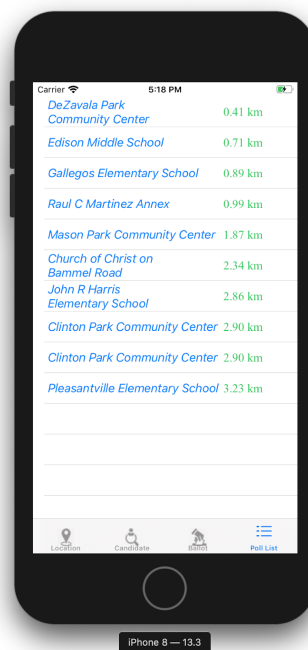 Carrier 5:18 PM
DeZavala Park
Community Center 0.41 km
Edison Middle School 0.71 km
Gallegos Elementary School 0.89 km
Raul C Martinez Annex 0.99 km
Mason Park Community Center 1.87 km
Church of Christ on
Bammel Road 2.34 km
John R Harris
Elementary School 2.86 km
Clinton Park Community Center 2.90 km
Clinton Park Community Center 2.90 km
Pleasantville Elementary School 3.23 km
Location Candidate Ballot Poll List
iPhone 8 — 13.3